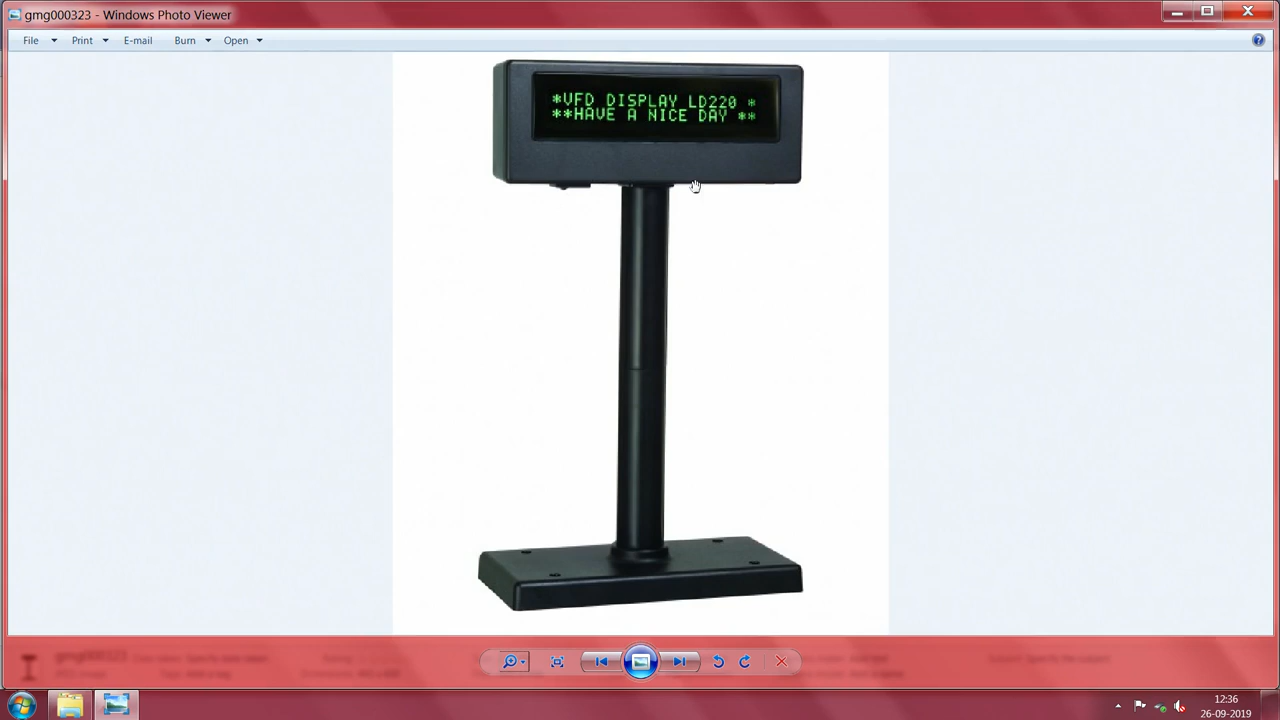 gmg000323 - Windows Photo Viewer
File Print E-mail Burn Open
*VFD DISPLAY LD220 *
**HAVE A NICE DAY **
gmg000323
12:36
26-09-2019